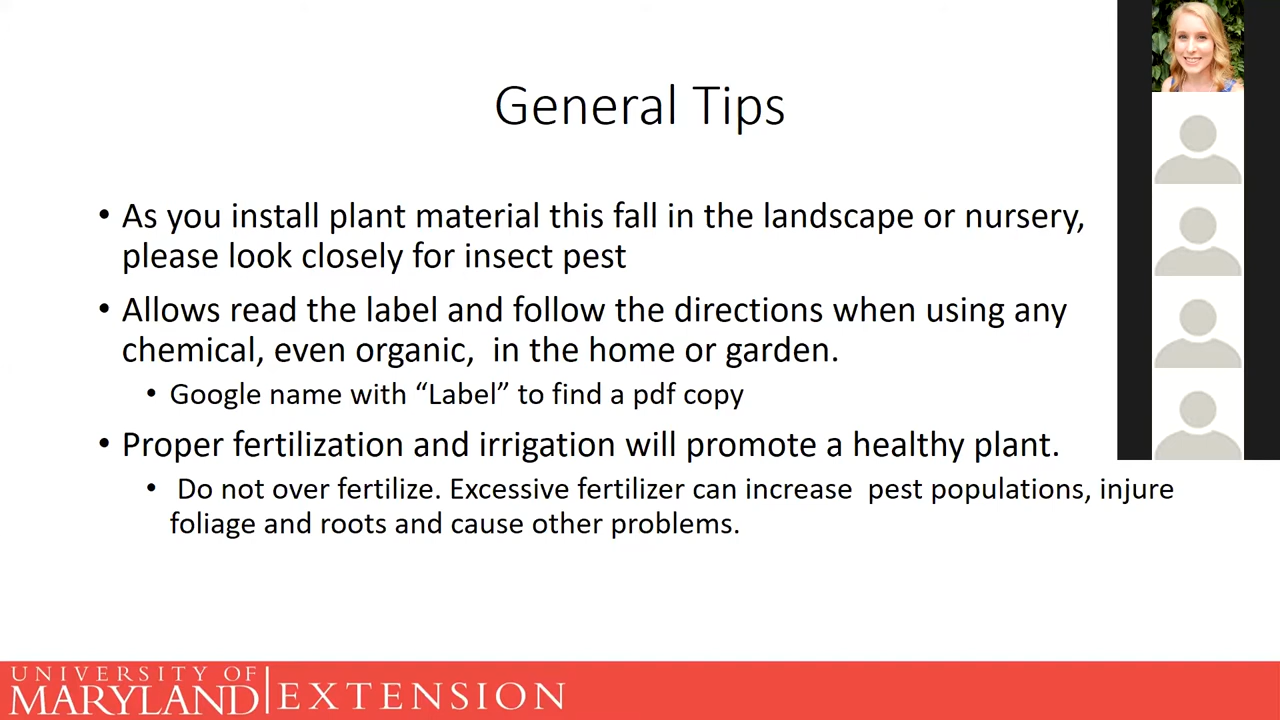 General Tips
• As you install plant material this fall in the landscape or nursery,
please look closely for insect pest
• Allows read the label and follow the directions when using any
chemical, even organic,  in the home or garden.
• Google name with “Label” to find a pdf copy
• Proper fertilization and irrigation will promote a healthy plant.
• Do not over fertilize. Excessive fertilizer can increase  pest populations, injure
foliage and roots and cause other problems.
UNIVERSITY OF
MARYLAND EXTENSION